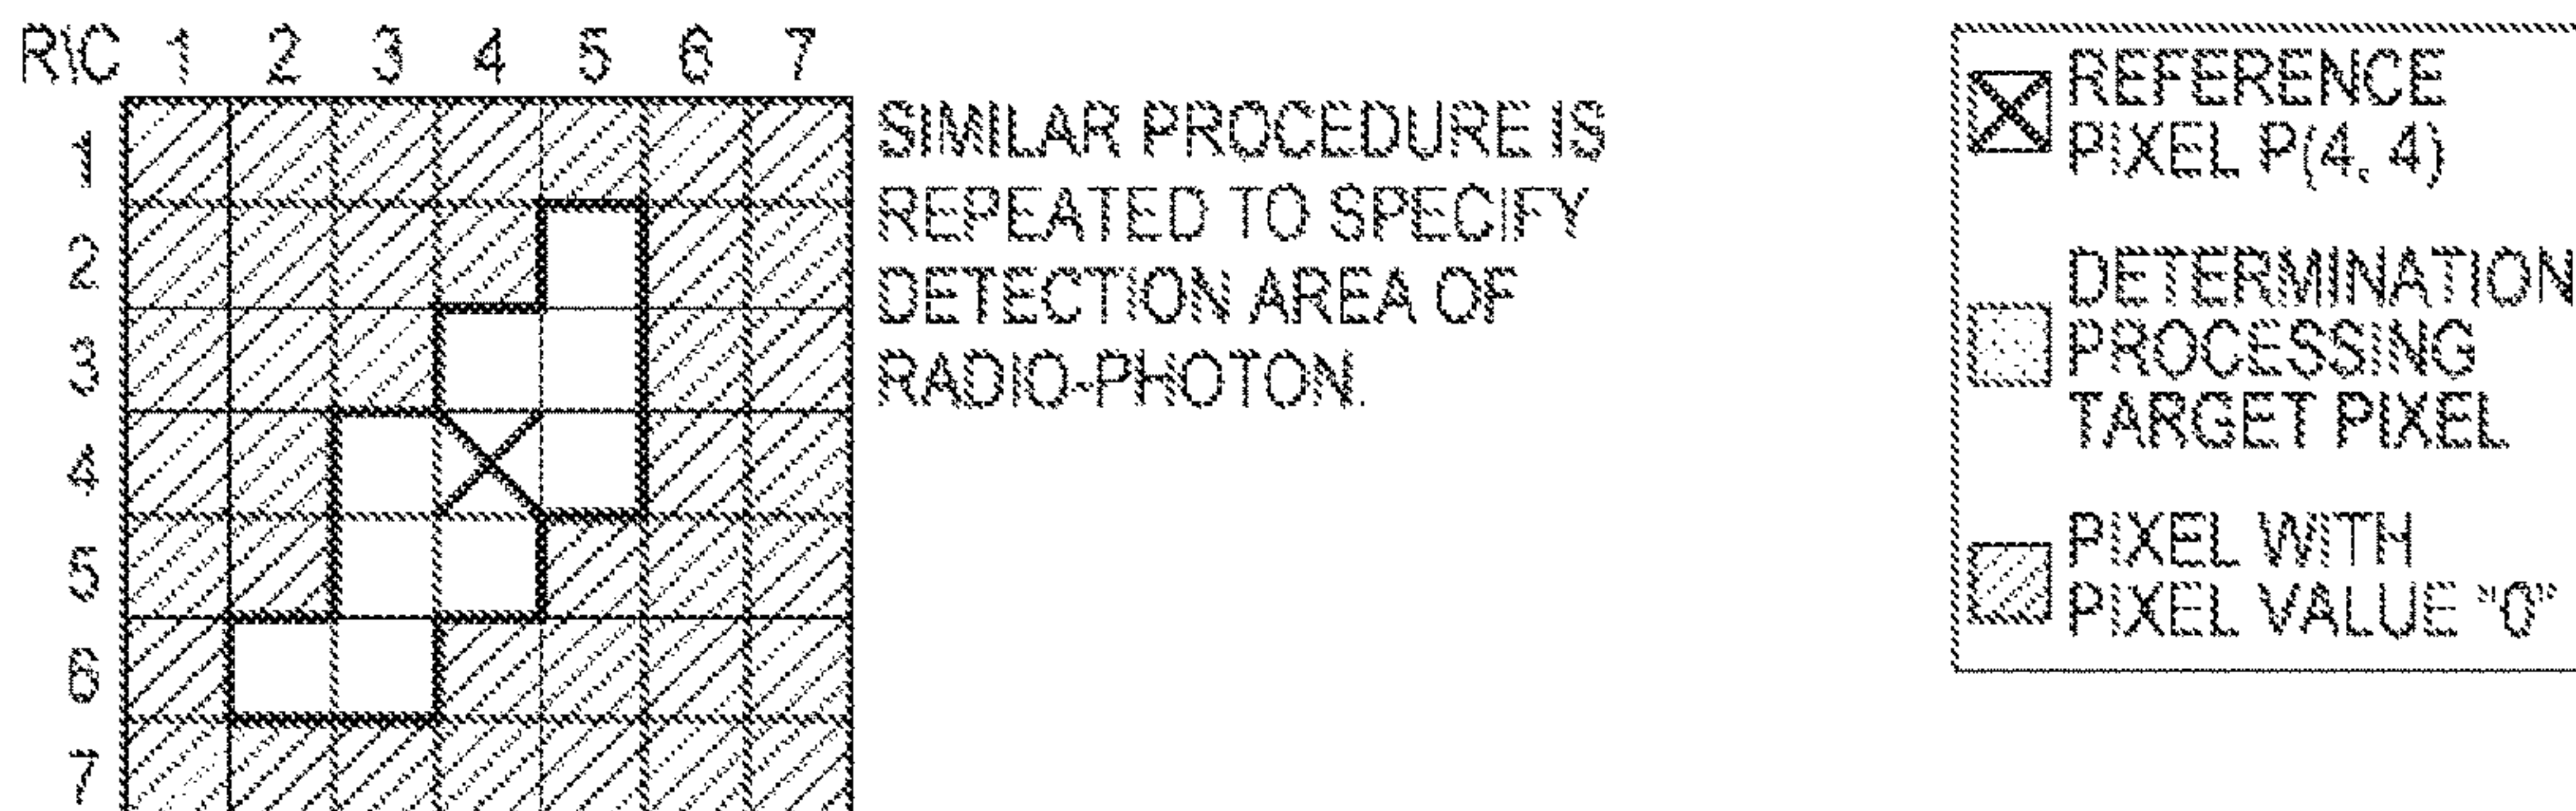 R\C 1 2 3 4 5 6 7
1
2
3
4
5
6
7
SIMILAR PROCEDURE IS
REPEATED TO SPECIFY
DETECTION AREA OF
RADIO-PHOTON.
REFERENCE
PIXEL P(4, 4)
DETERMINATION
PROCESSING
TARGET PIXEL
PIXEL WITH
PIXEL VALUE "0"